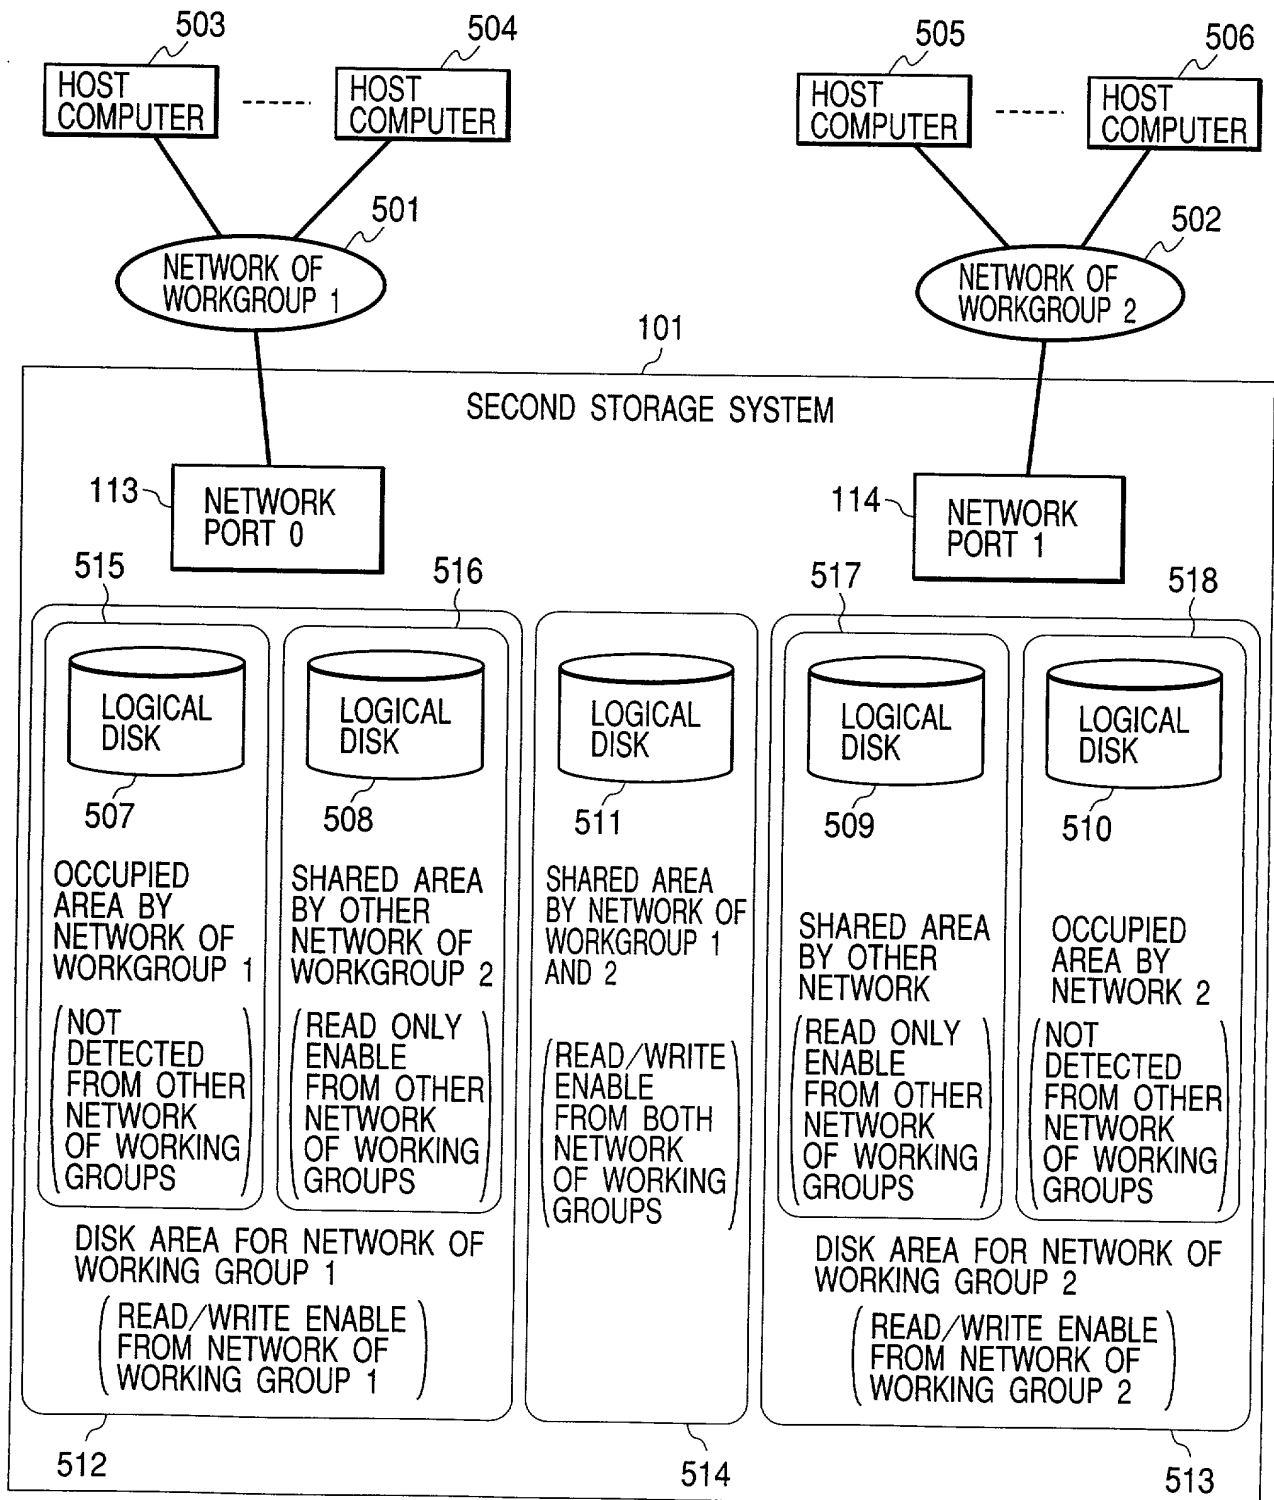 503
504
505
506
HOST
COMPUTER
HOST
COMPUTER
HOST
COMPUTER
HOST
COMPUTER
501
502
NETWORK OF
WORKGROUP 1
NETWORK OF
WORKGROUP 2
101
SECOND STORAGE SYSTEM
113
NETWORK
PORT 0
114
NETWORK
PORT 1
515
516
517
518
LOGICAL
DISK
LOGICAL
DISK
LOGICAL
DISK
LOGICAL
DISK
LOGICAL
DISK
507
508
511
509
510
OCCUPIED
AREA BY
NETWORK OF
WORKGROUP 1
(NOT
DETECTED
FROM OTHER
NETWORK
OF WORKING
GROUPS)
SHARED AREA
BY OTHER
NETWORK OF
WORKGROUP 2
(READ ONLY
ENABLE
FROM OTHER
NETWORK
OF WORKING
GROUPS)
SHARED AREA
BY NETWORK OF
WORKGROUP 1
AND 2
(READ/WRITE
ENABLE
FROM BOTH
NETWORK
OF WORKING
GROUPS)
SHARED AREA
BY OTHER
NETWORK
(READ ONLY
ENABLE
FROM OTHER
NETWORK
OF WORKING
GROUPS)
OCCUPIED
AREA BY
NETWORK 2
(NOT
DETECTED
FROM OTHER
NETWORK
OF WORKING
GROUPS)
DISK AREA FOR NETWORK OF
WORKING GROUP 1
(READ/WRITE ENABLE
FROM NETWORK OF
WORKING GROUP 1)
DISK AREA FOR NETWORK OF
WORKING GROUP 2
(READ/WRITE ENABLE
FROM NETWORK OF
WORKING GROUP 2)
512
514
513